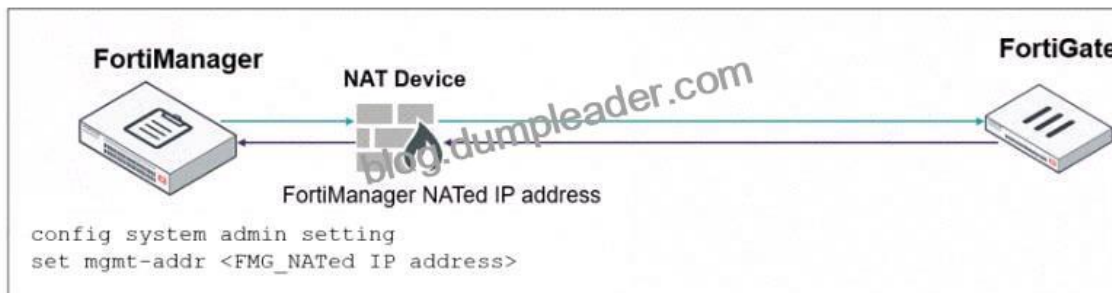 FortiManager
FortiGate
NAT Device
blog.dumpleader.com
FortiManager NATed IP address
config system admin setting
set mgmt-addr <FMG_NATed IP address>